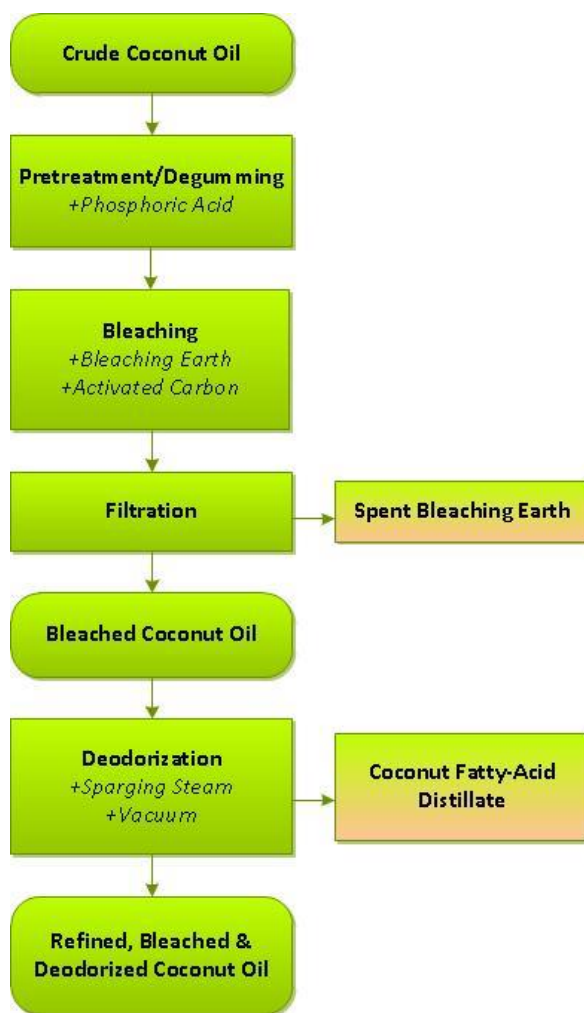 Crude Coconut Oil
Pretreatment/Degumming
+Phosphoric Acid
Bleaching
+Bleaching Earth
+Activated Carbon
Filtration
Spent Bleaching Earth
Bleached Coconut Oil
Deodorization
+Sparging Steam
+Vacuum
Coconut Fatty-Acid
Distillate
Refined, Bleached &
Deodorized Coconut Oil